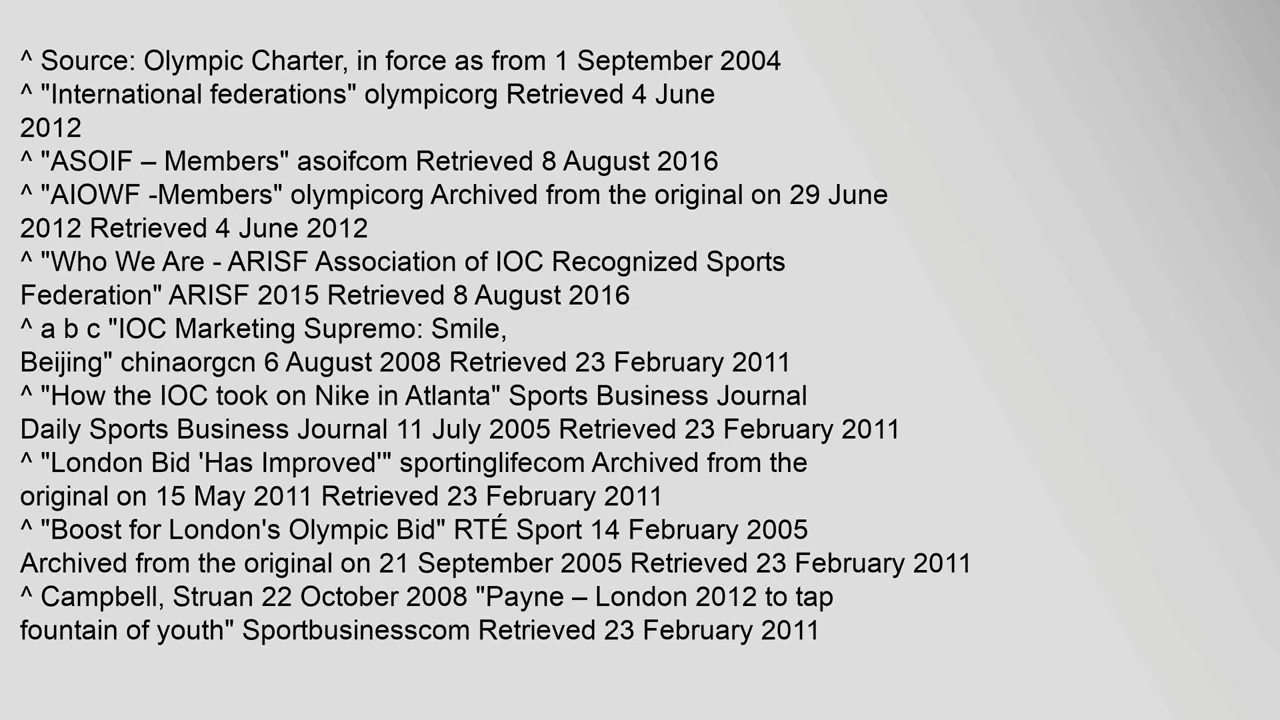 ^ Source: Olympic Charter, in force as from 1 September 2004
^ "International federations" olympicorg Retrieved 4 June
2012
^ "ASOIF – Members" asoifcom Retrieved 8 August 2016
^ "AIOWF -Members" olympicorg Archived from the original on 29 June
2012 Retrieved 4 June 2012
^ "Who We Are - ARISF Association of IOC Recognized Sports
Federation" ARISF 2015 Retrieved 8 August 2016
^ a b c "IOC Marketing Supremo: Smile,
Beijing" chinaorgcn 6 August 2008 Retrieved 23 February 2011
^ "How the IOC took on Nike in Atlanta" Sports Business Journal
Daily Sports Business Journal 11 July 2005 Retrieved 23 February 2011
^ "London Bid 'Has Improved'" sportinglifecom Archived from the
original on 15 May 2011 Retrieved 23 February 2011
^ "Boost for London's Olympic Bid" RTÉ Sport 14 February 2005
Archived from the original on 21 September 2005 Retrieved 23 February 2011
^ Campbell, Struan 22 October 2008 "Payne – London 2012 to tap
fountain of youth" Sportbusinesscom Retrieved 23 February 2011